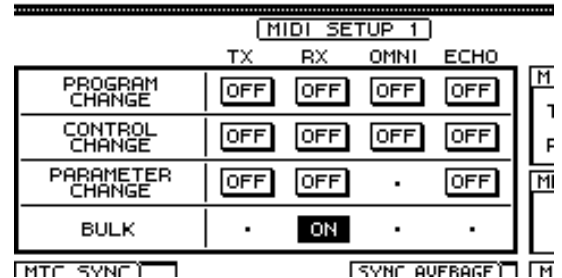 MIDI SETUP 1
TX RX OMNI ECHO
PROGRAM CHANGE OFF OFF OFF OFF
CONTROL CHANGE OFF OFF OFF OFF
PARAMETER CHANGE OFF OFF · OFF
BULK · ON · ·
MTC SYNC SYNC AVERAGE